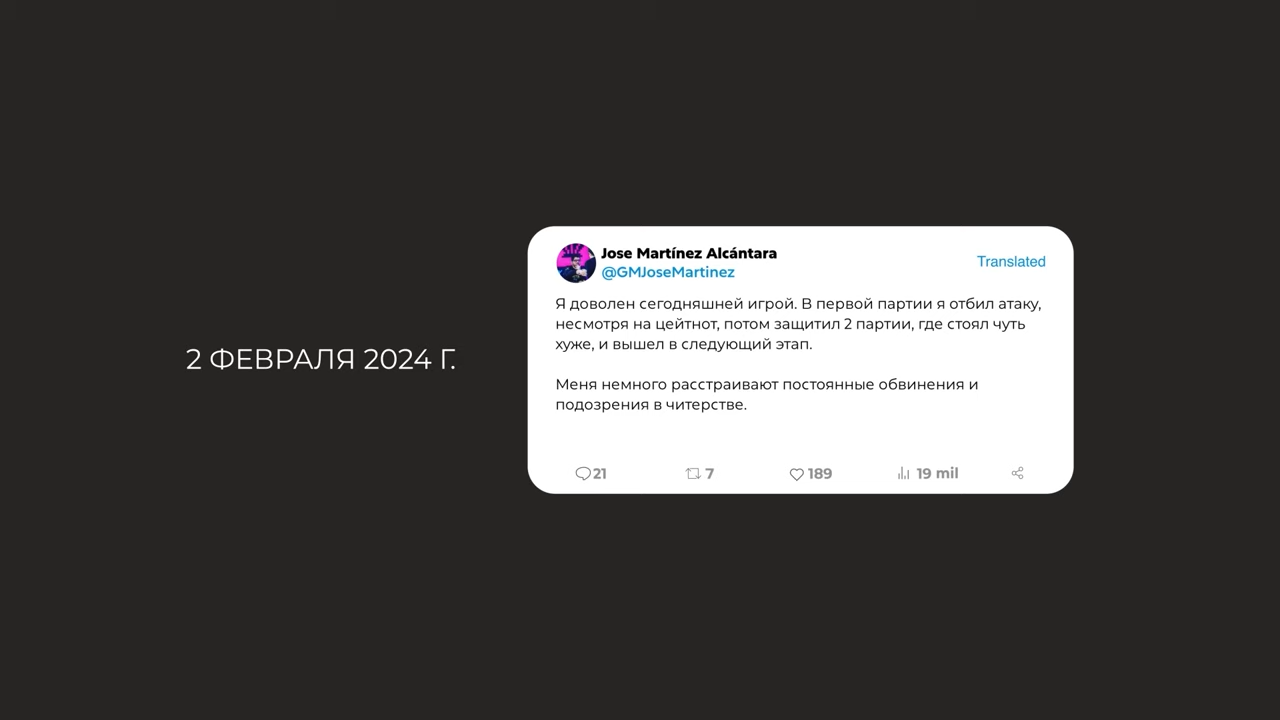 2 ФЕВРАЛЯ 2024 Г.
Jose Martínez Alcántara
@GMJoseMartinez
Translated
Я доволен сегодняшней игрой. В первой партии я отбил атаку,
несмотря на цейтнот, потом защитил 2 партии, где стоял чуть
хуже, и вышел в следующий этап.
Меня немного расстраивают постоянные обвинения и
подозрения в читерстве.
21 7 189 19 mil